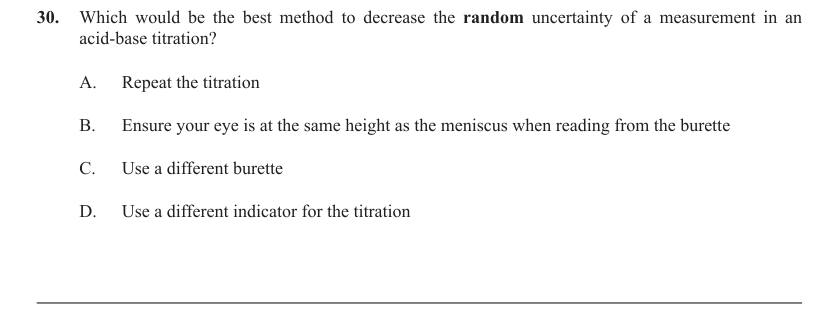 30. Which would be the best method to decrease the random uncertainty of a measurement in an
acid-base titration?
A. Repeat the titration
B. Ensure your eye is at the same height as the meniscus when reading from the burette
C. Use a different burette
D. Use a different indicator for the titration